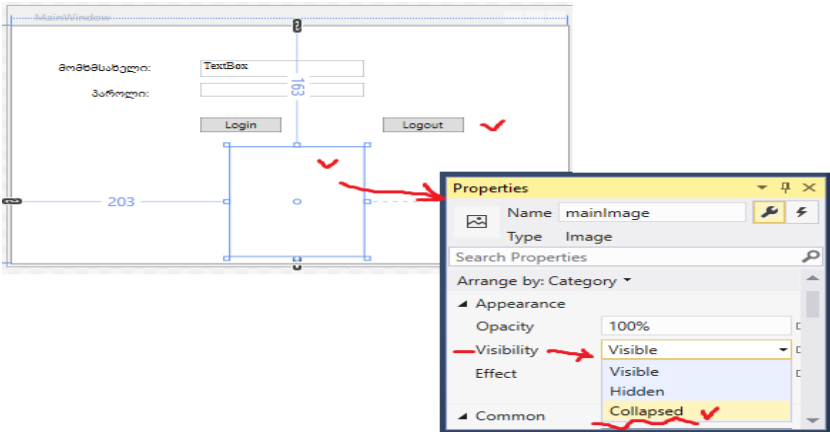 MainWindow
მომხმსახელი:
TextBox
პაროლი:
163
Login
Logout
203
Properties
Name mainImage
Type Image
Search Properties
Arrange by: Category
Appearance
Opacity 100%
Visibility Visible
Visible
Effect
Hidden
Collapsed
Common